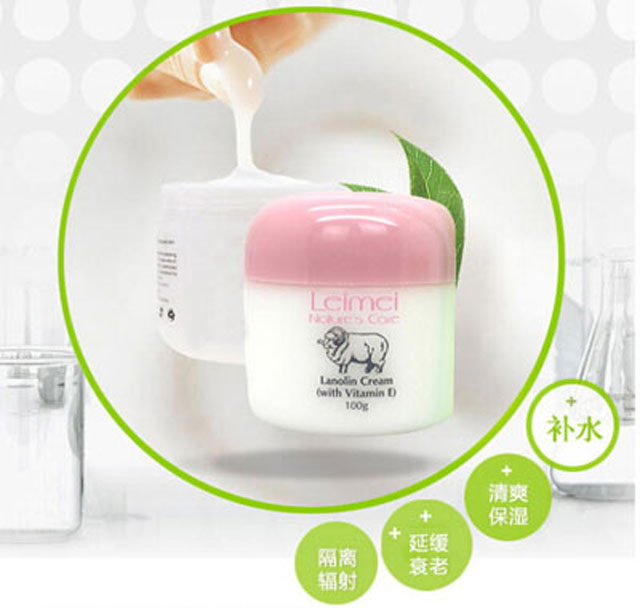 Leimei
Nature's Care
Lanolin Cream
(with Vitamin E)
100g
+
补水
+
清爽
保湿
+
+
延缓
衰老
隔离
辐射